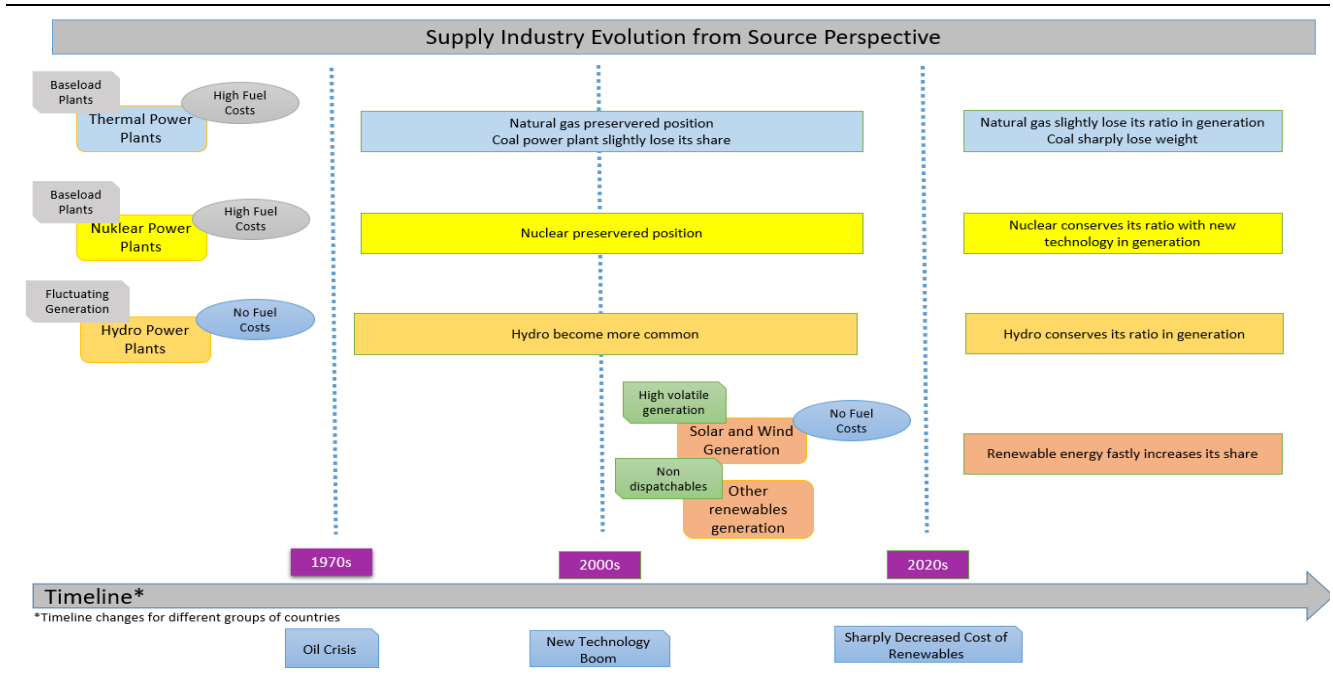 Supply Industry Evolution from Source Perspective
Baseload
Plants
High Fuel
Costs
Thermal Power
Plants
Natural gas preservered position
Coal power plant slightly lose its share
Natural gas slightly lose its ratio in generation
Coal sharply lose weight
Baseload
Plants
High Fuel
Costs
Nuklear Power
Plants
Nuclear preservered position
Nuclear conserves its ratio with new
technology in generation
Fluctuating
Generation
No Fuel
Costs
Hydro Power
Plants
Hydro become more common
Hydro conserves its ratio in generation
High volatile
generation
No Fuel
Costs
Solar and Wind
Generation
Renewable energy fastly increases its share
Non
dispatchables
Other
renewables
generation
1970s
2000s
2020s
Timeline*
*Timeline changes for different groups of countries
Oil Crisis
New Technology
Boom
Sharply Decreased Cost of
Renewables